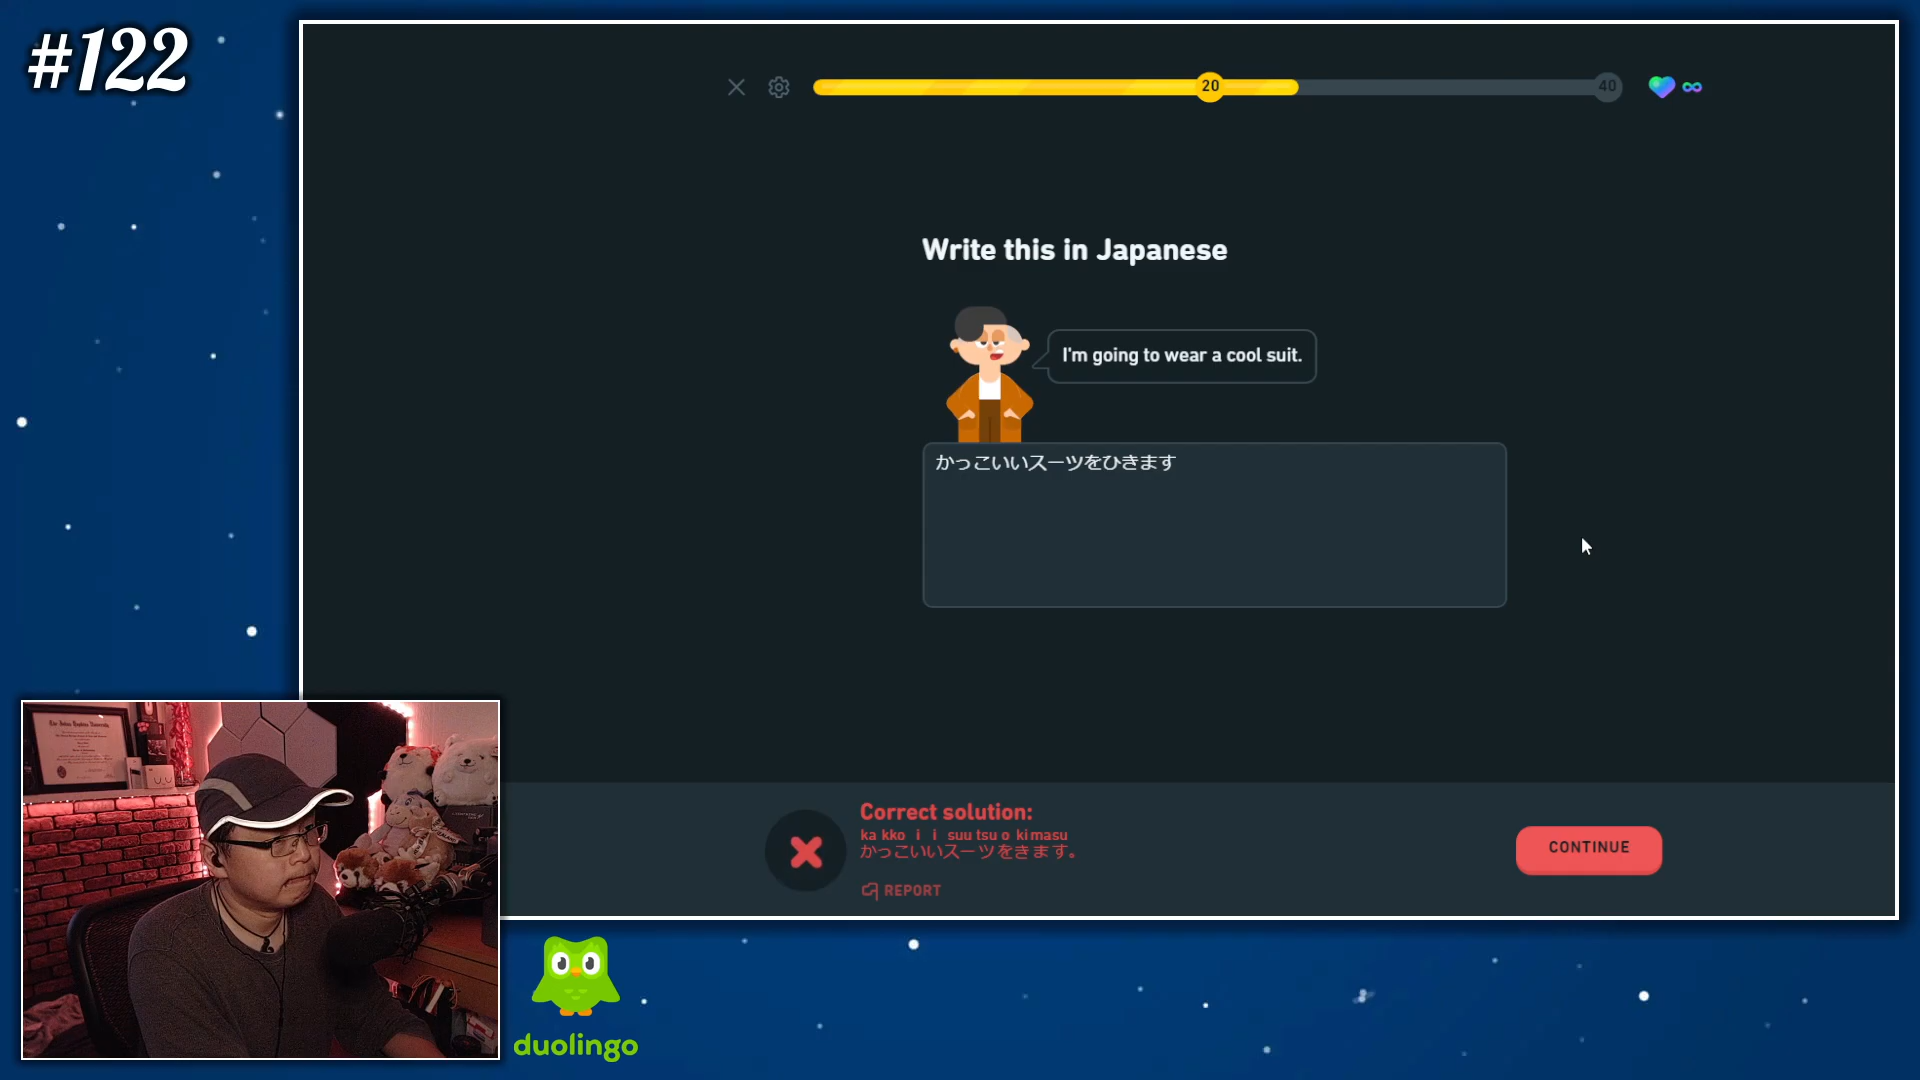 #122
20
40
Write this in Japanese
I'm going to wear a cool suit.
かっこいいスーツをひきます
Correct solution:
ka kko i i suu tsu o ki masu
かっこいいスーツをきます。
REPORT
CONTINUE
duolingo